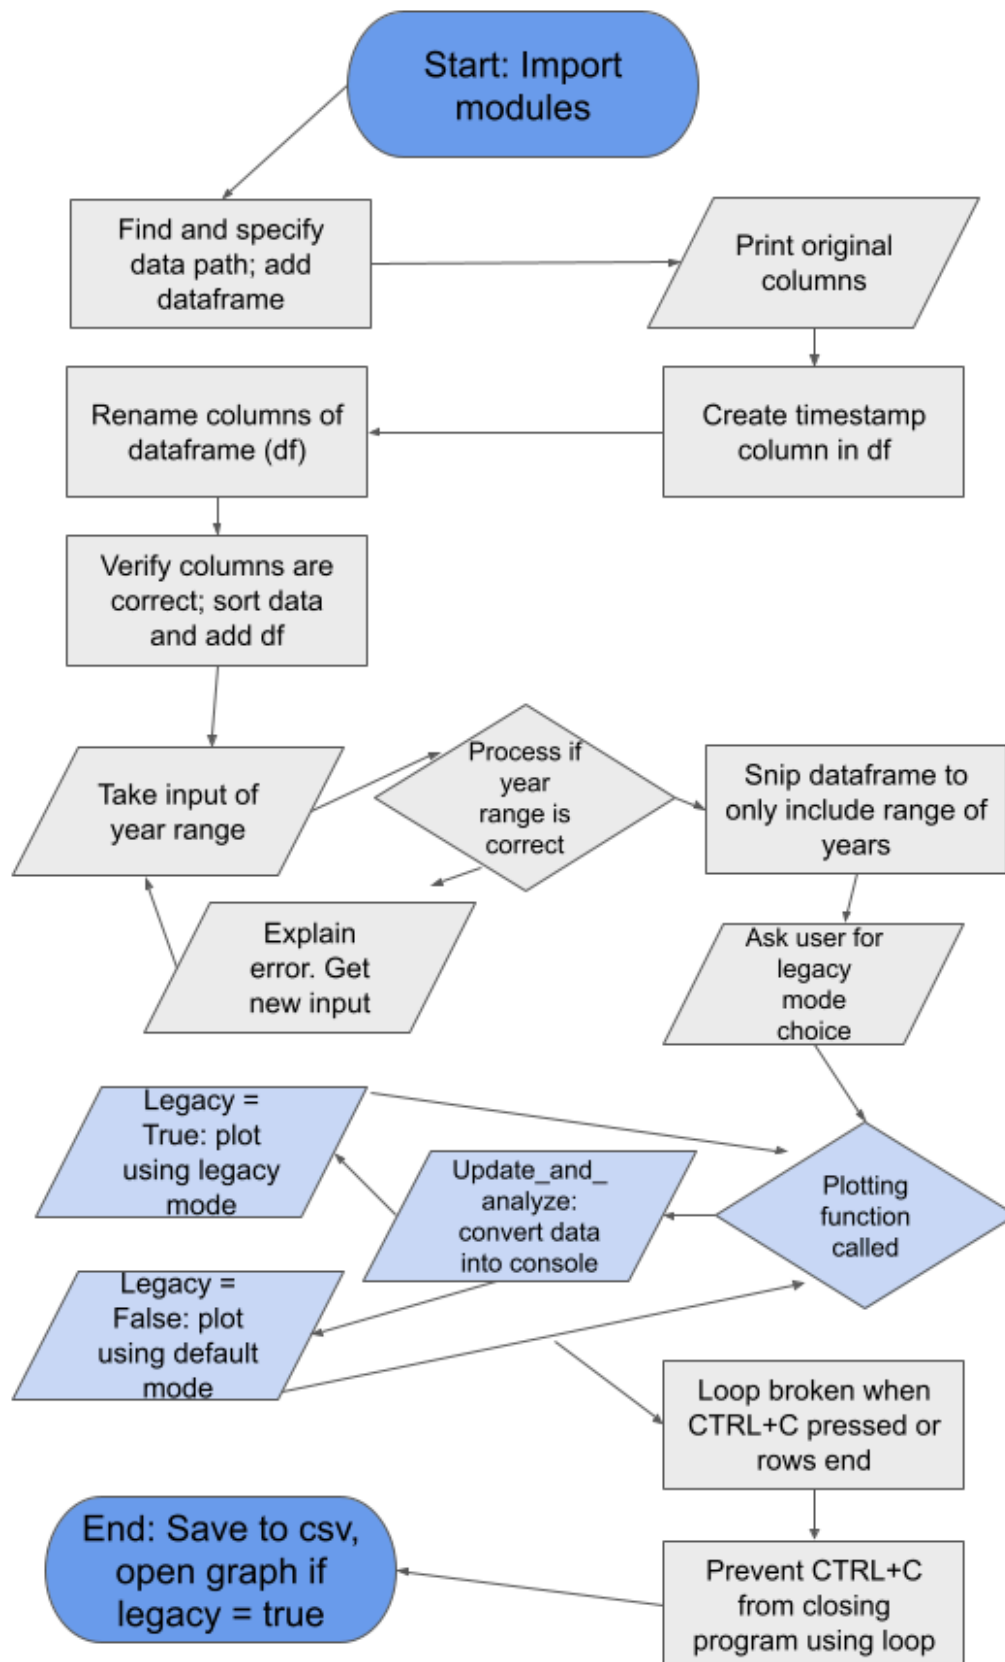 Start: Import
modules
Find and specify
data path; add
dataframe
Print original
columns
Rename columns of
dataframe (df)
Create timestamp
column in df
Verify columns are
correct; sort data
and add df
Take input of
year range
Process if
year
range is
correct
Snip dataframe to
only include range of
years
Explain
error. Get
new input
Ask user for
legacy
mode
choice
Legacy =
True: plot
using legacy
mode
Update_and_
analyze:
convert data
into console
Plotting
function
called
Legacy =
False: plot
using default
mode
Loop broken when
CTRL+C pressed or
rows end
End: Save to csv,
open graph if
legacy = true
Prevent CTRL+C
from closing
program using loop